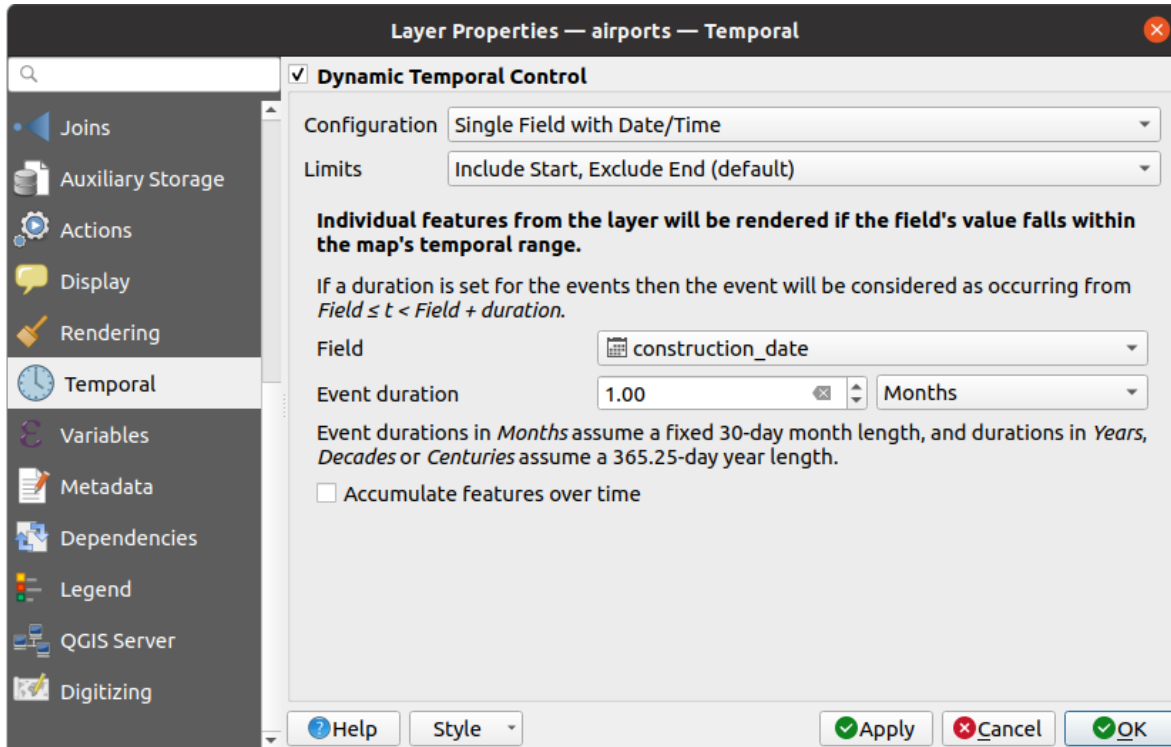 Layer Properties — airports — Temporal
Joins
Auxiliary Storage
Actions
Display
Rendering
Temporal
Variables
Metadata
Dependencies
Legend
QGIS Server
Digitizing
Dynamic Temporal Control
Configuration Single Field with Date/Time
Limits Include Start, Exclude End (default)
Individual features from the layer will be rendered if the field's value falls within
the map's temporal range.
If a duration is set for the events then the event will be considered as occurring from
Field ≤ t < Field + duration.
Field construction_date
Event duration 1.00 Months
Event durations in Months assume a fixed 30-day month length, and durations in Years,
Decades or Centuries assume a 365.25-day year length.
Accumulate features over time
Help Style Apply Cancel OK